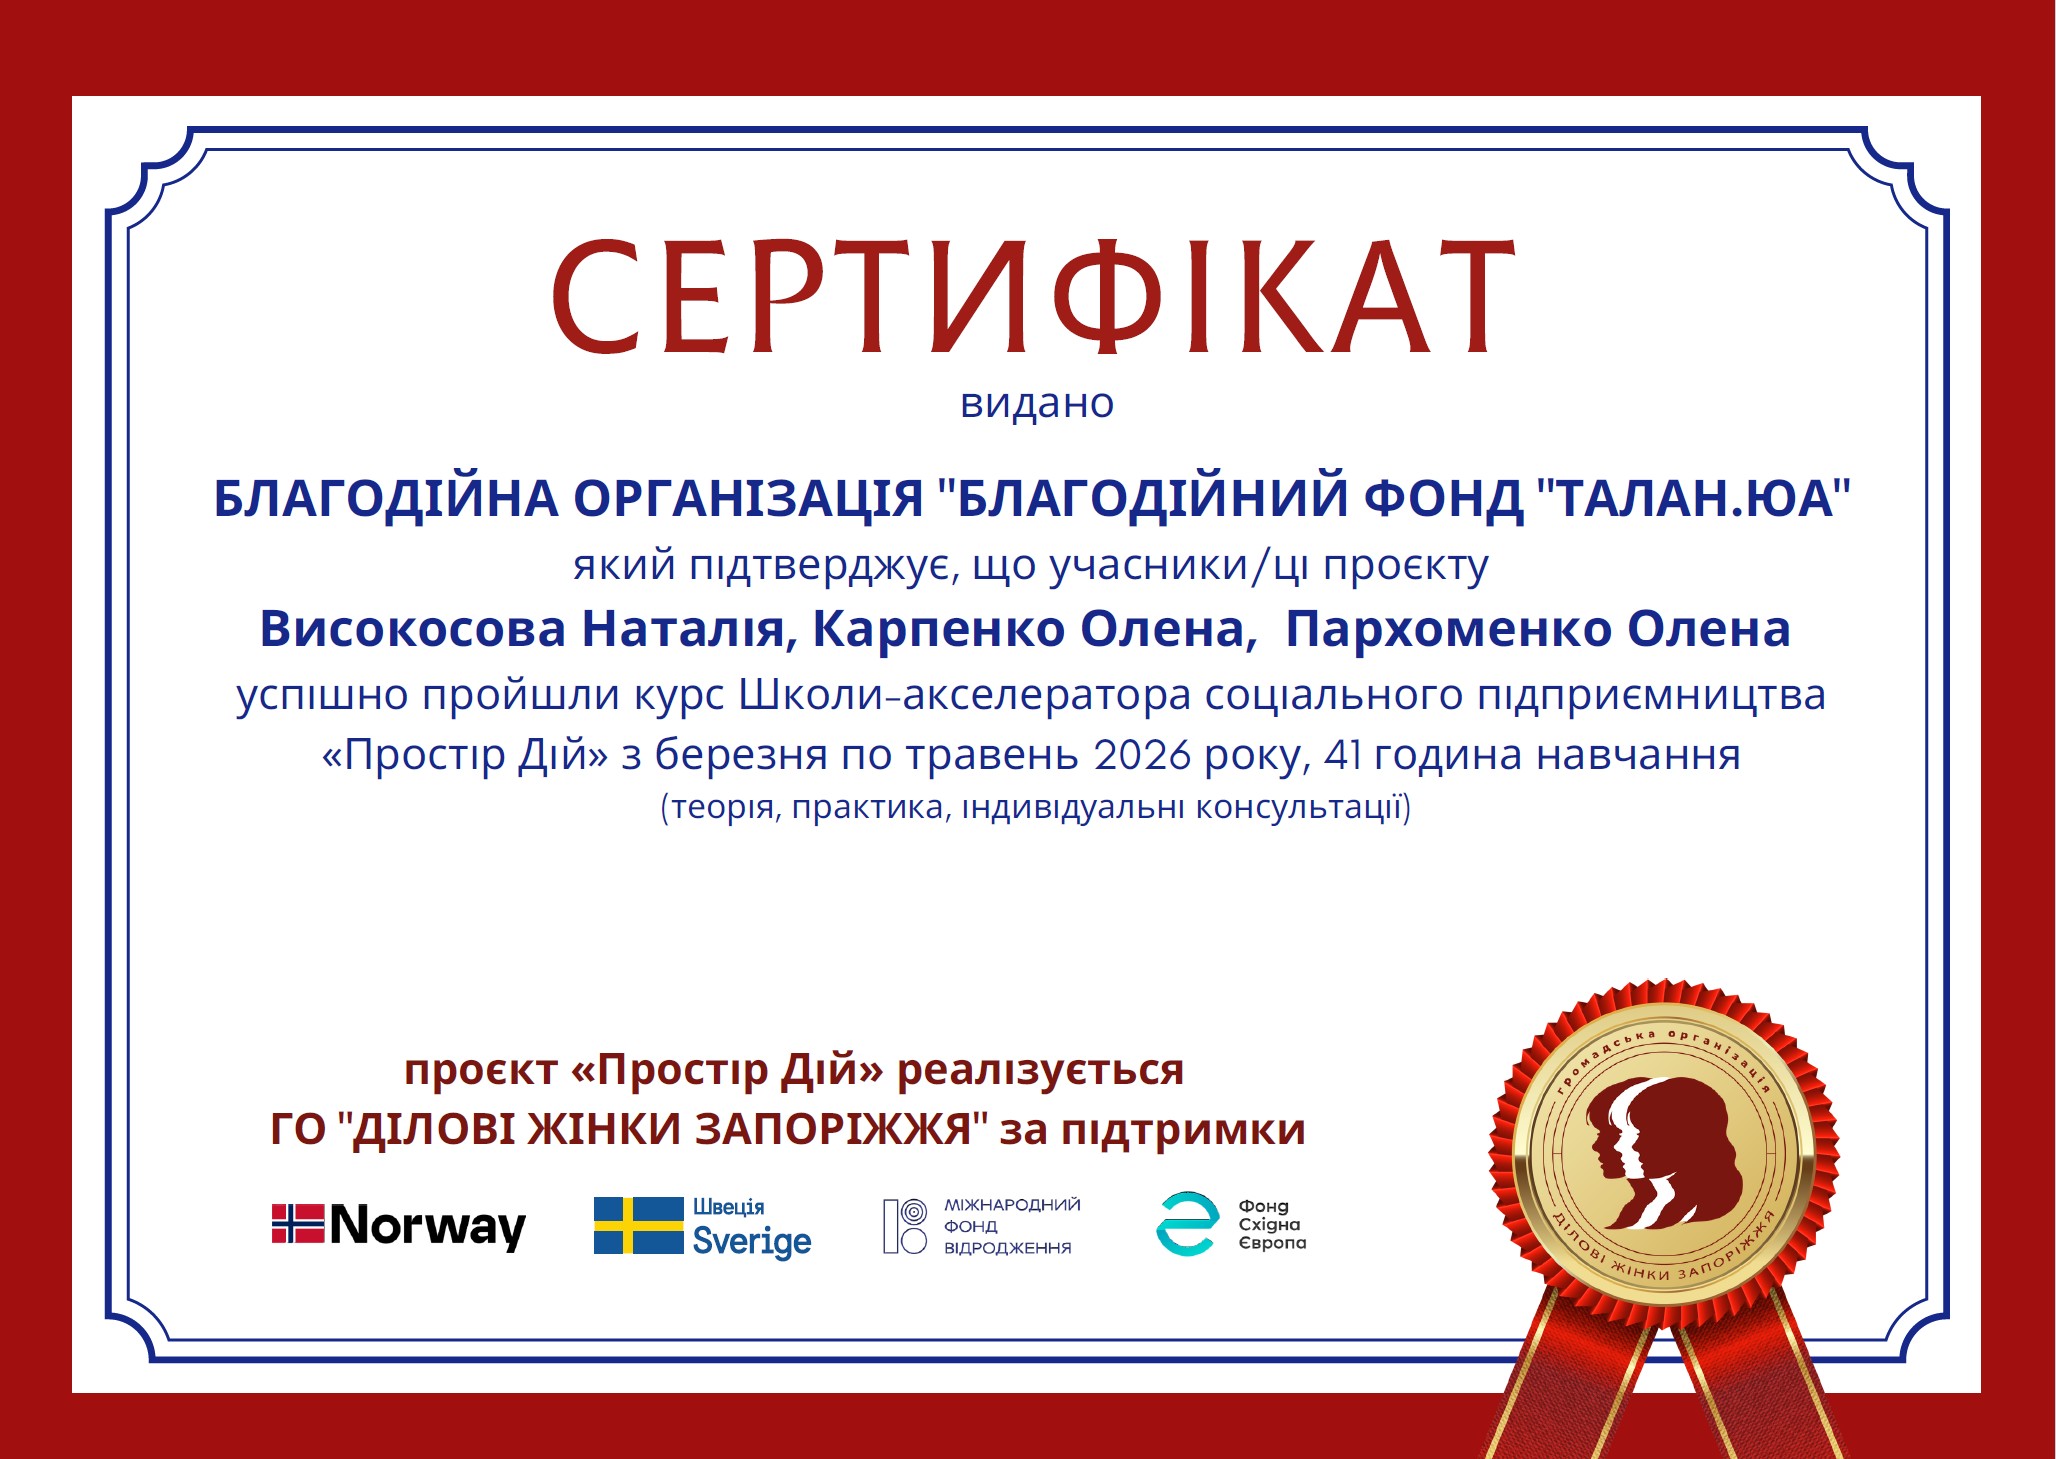 СЕРТИФІКАТ
видано
БЛАГОДІЙНА ОРГАНІЗАЦІЯ "БЛАГОДІЙНИЙ ФОНД "ТАЛАН.ЮА"
який підтверджує, що учасники/ці проєкту
Високосова Наталія, Карпенко Олена, Пархоменко Олена
успішно пройшли курс Школи-акселератора соціального підприємництва
«Простір Дій» з березня по травень 2026 року, 41 година навчання
(теорія, практика, індивідуальні консультації)
проєкт «Простір Дій» реалізується
ГО "ДІЛОВІ ЖІНКИ ЗАПОРІЖЖЯ" за підтримки
Norway
Швеція
Sverige
МІЖНАРОДНИЙ
ФОНД
ВІДРОДЖЕННЯ
Фонд
Східна
Європа
громадська організація
ДІЛОВІ ЖІНКИ ЗАПОРІЖЖЯ